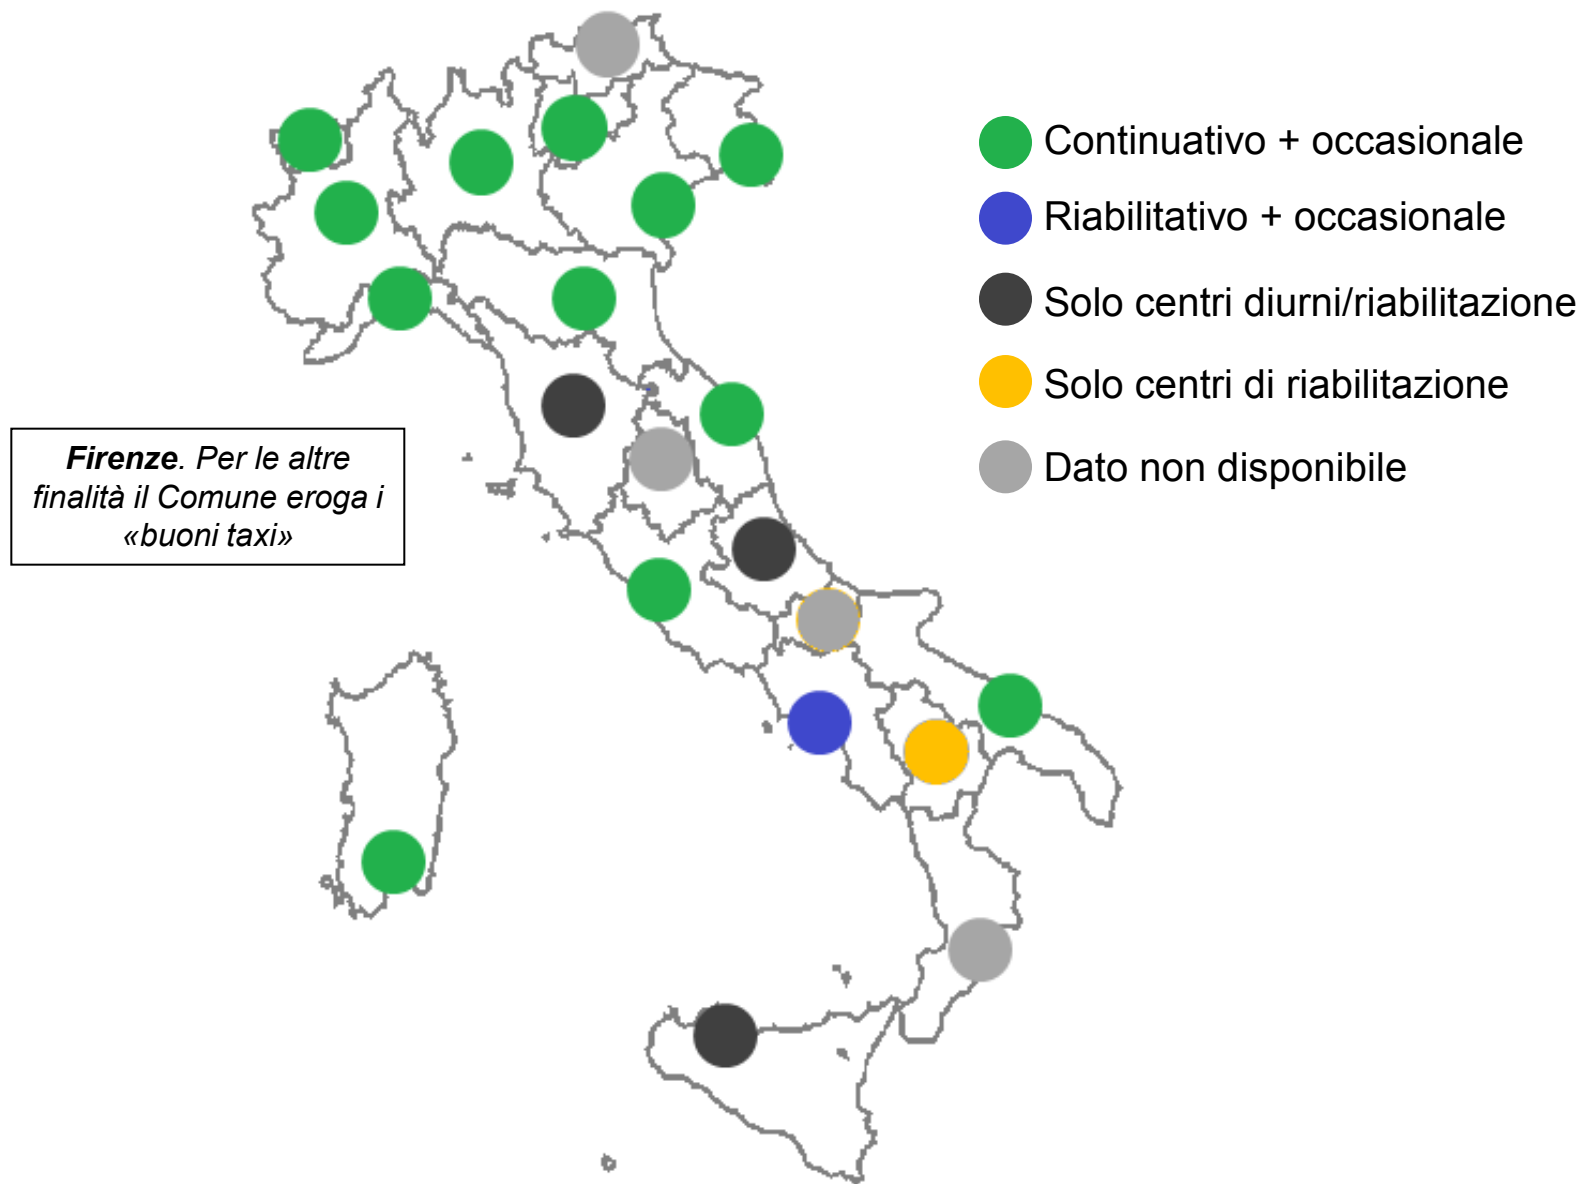 Continuativo + occasionale
Riabilitativo + occasionale
Solo centri diurni/riabilitazione
Solo centri di riabilitazione
Dato non disponibile
Firenze. Per le altre
finalità il Comune eroga i
«buoni taxi»